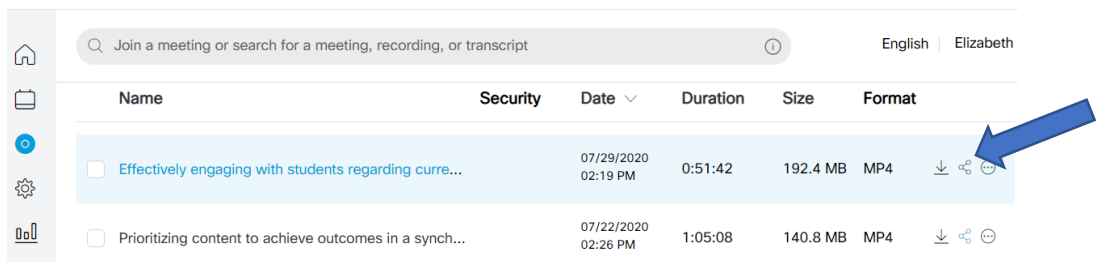 Join a meeting or search for a meeting, recording, or transcript
English Elizabeth
Name Security Date Duration Size Format
Effectively engaging with students regarding curre... 07/29/2020 02:19 PM 0:51:42 192.4 MB MP4
Prioritizing content to achieve outcomes in a synch... 07/22/2020 02:26 PM 1:05:08 140.8 MB MP4